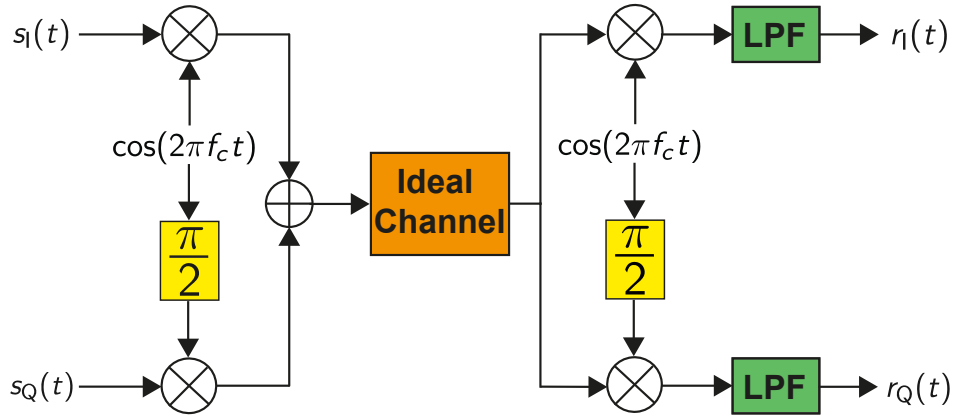 s_I(t)
cos(2πf_c t)
π/2
s_Q(t)
Ideal
Channel
cos(2πf_c t)
π/2
LPF
r_I(t)
LPF
r_Q(t)